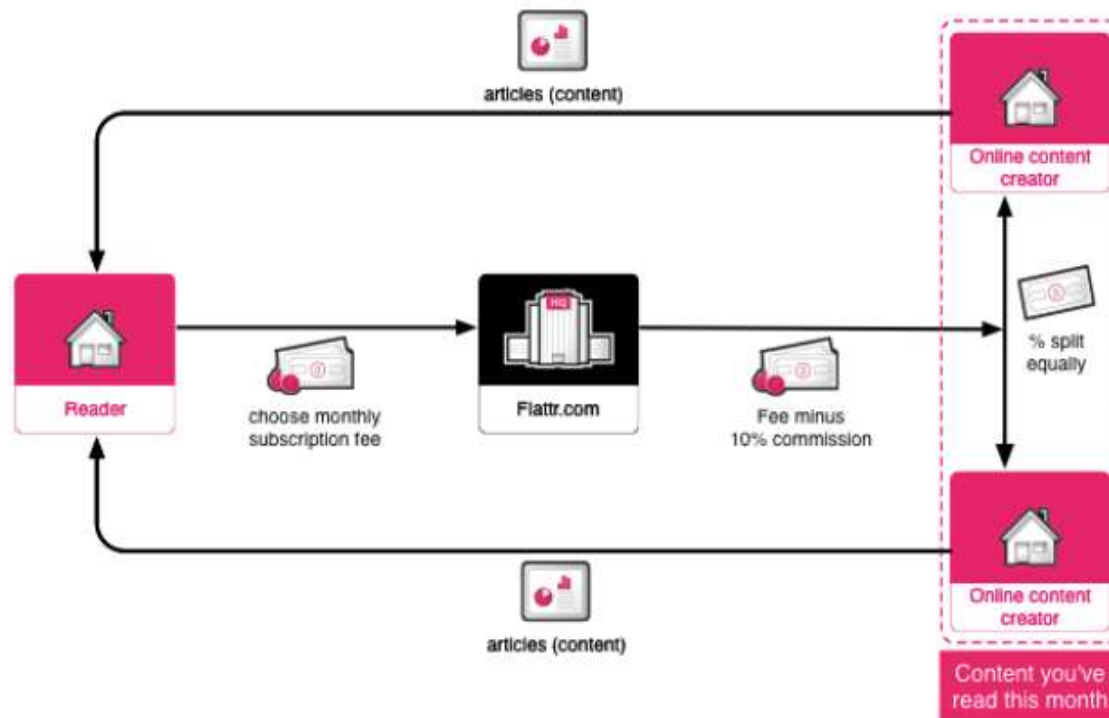 articles (content)
Online content
creator
HQ
Reader
choose monthly
subscription fee
Flattr.com
Fee minus
10% commission
% split
equally
Online content
creator
articles (content)
Content you've
read this month